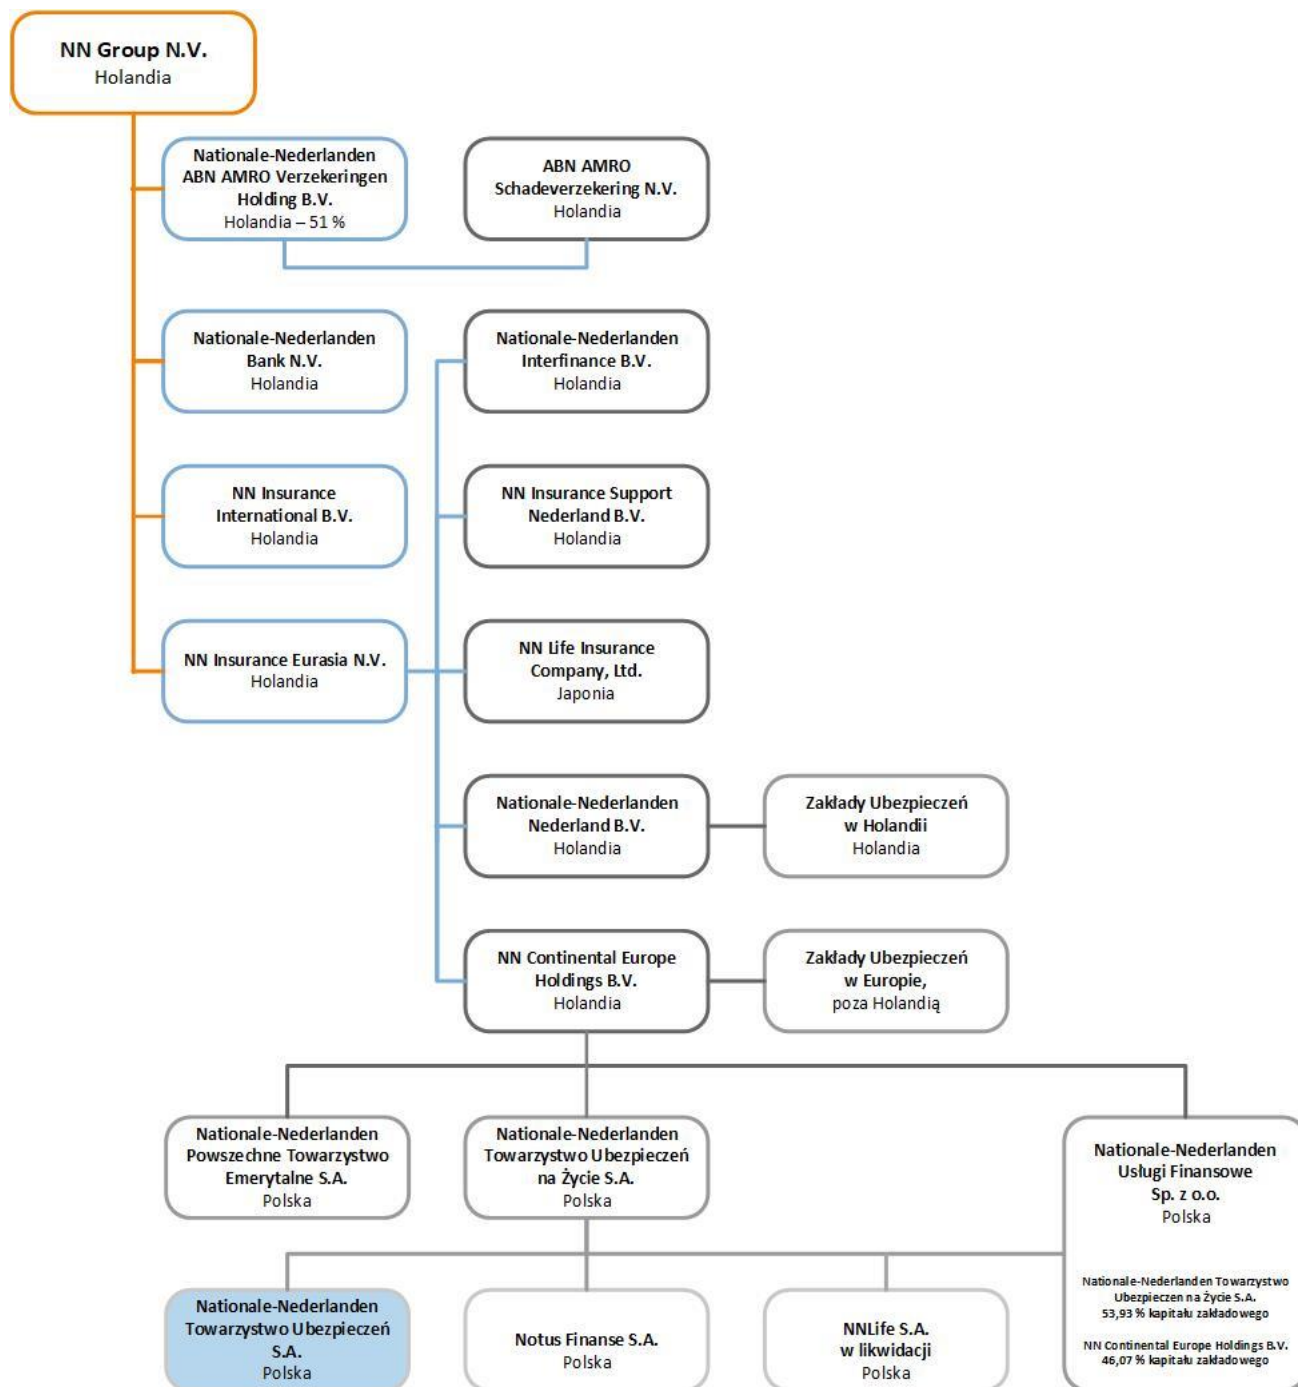 NN Group N.V.
Holandia
Nationale-Nederlanden
ABN AMRO Verzekeringen
Holding B.V.
Holandia – 51 %
ABN AMRO
Schadeverzekering N.V.
Holandia
Nationale-Nederlanden
Bank N.V.
Holandia
Nationale-Nederlanden
Interfinance B.V.
Holandia
NN Insurance
International B.V.
Holandia
NN Insurance Support
Nederland B.V.
Holandia
NN Insurance Eurasia N.V.
Holandia
NN Life Insurance
Company, Ltd.
Japonia
Nationale-Nederlanden
Nederland B.V.
Holandia
Zakłady Ubezpieczeń
w Holandii
Holandia
NN Continental Europe
Holdings B.V.
Holandia
Zakłady Ubezpieczeń
w Europie,
poza Holandią
Nationale-Nederlanden
Powszechne Towarzystwo
Emerytalne S.A.
Polska
Nationale-Nederlanden
Towarzystwo Ubezpieczeń
na Życie S.A.
Polska
Nationale-Nederlanden
Usługi Finansowe
Sp. z o.o.
Polska
Nationale-Nederlanden Towarzystwo
Ubezpieczen na Życie S.A.
53,93 % kapitału zakładowego
NN Continental Europe Holdings B.V.
46,07 % kapitału zakładowego
Nationale-Nederlanden
Towarzystwo Ubezpieczeń
S.A.
Polska
Notus Finanse S.A.
Polska
NNLife S.A.
w likwidacji
Polska